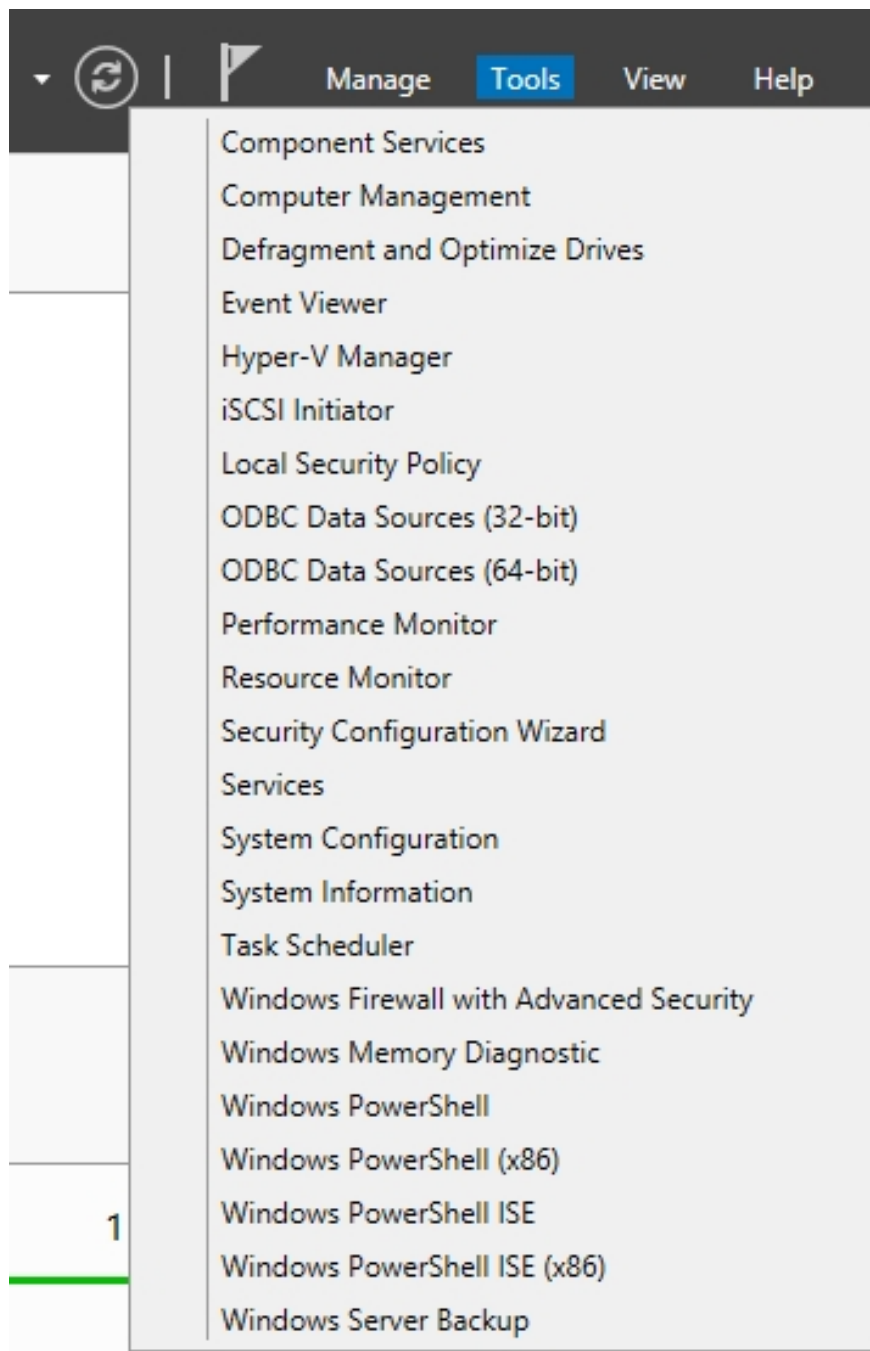 Manage Tools View Help
Component Services
Computer Management
Defragment and Optimize Drives
Event Viewer
Hyper-V Manager
iSCSI Initiator
Local Security Policy
ODBC Data Sources (32-bit)
ODBC Data Sources (64-bit)
Performance Monitor
Resource Monitor
Security Configuration Wizard
Services
System Configuration
System Information
Task Scheduler
Windows Firewall with Advanced Security
Windows Memory Diagnostic
Windows PowerShell
Windows PowerShell (x86)
1
Windows PowerShell ISE
Windows PowerShell ISE (x86)
Windows Server Backup